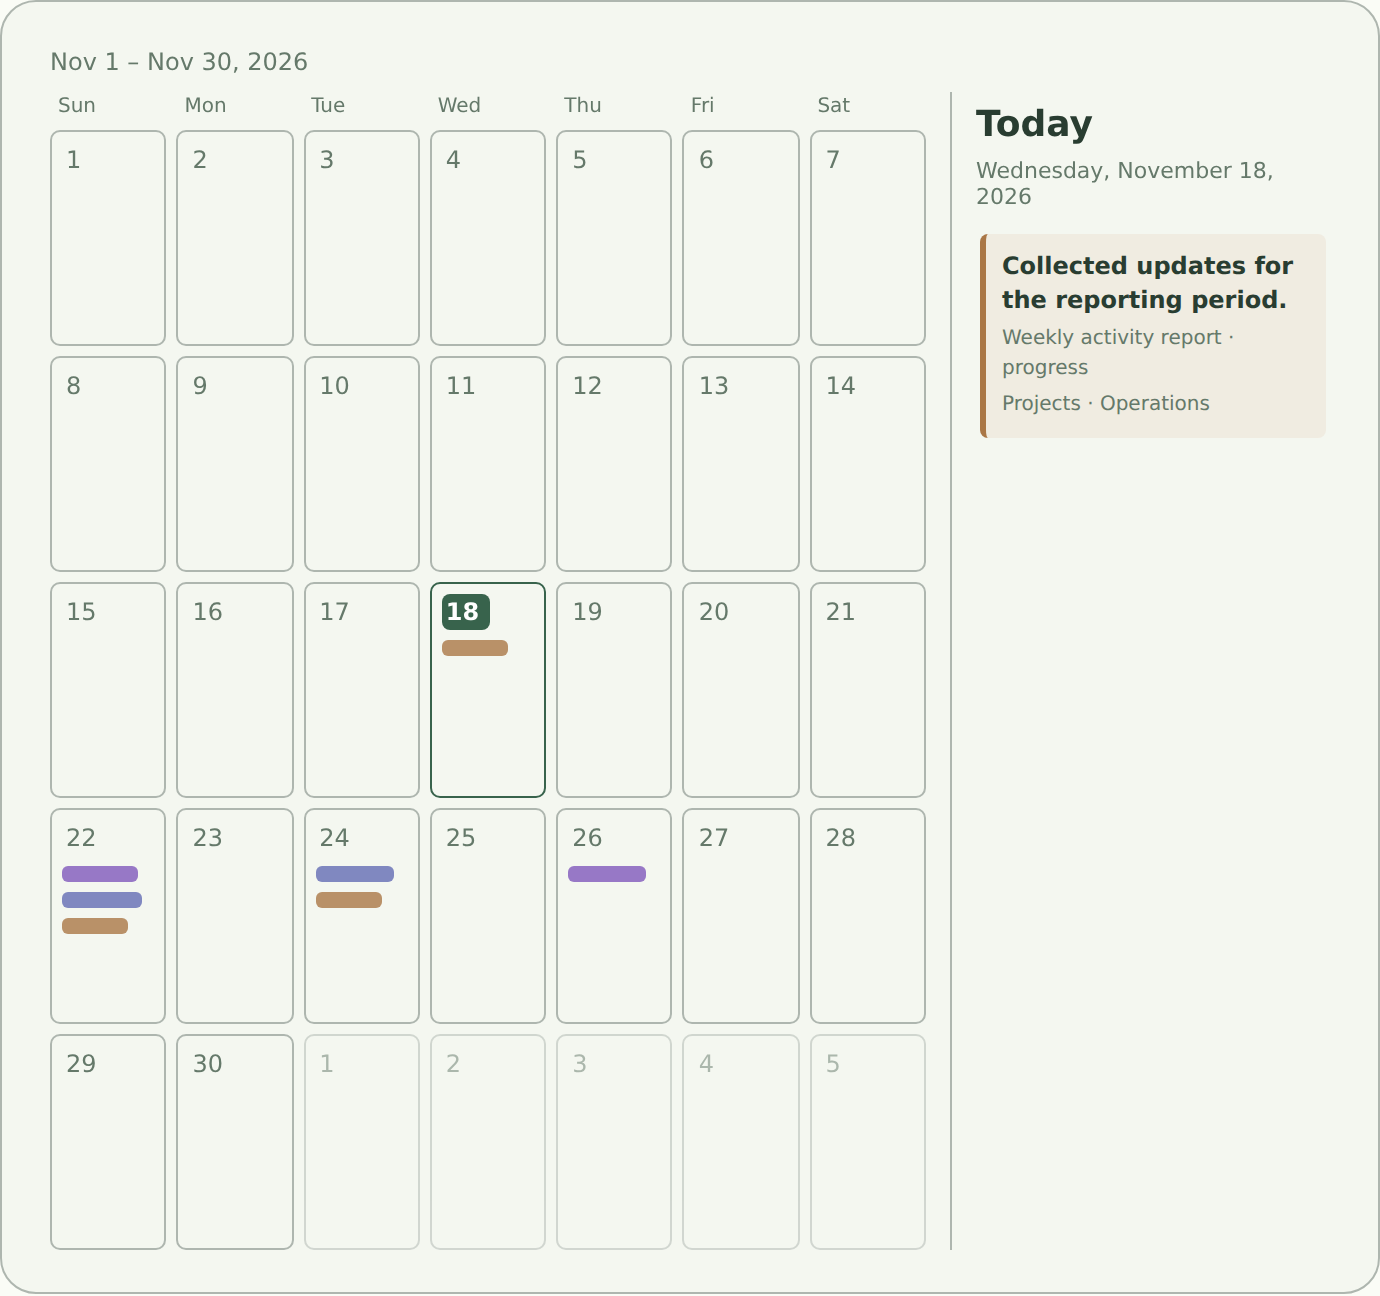 Nov 1 – Nov 30, 2026
Sun Mon Tue Wed Thu Fri Sat
1 2 3 4 5 6 7
8 9 10 11 12 13 14
15 16 17 18 19 20 21
22 23 24 25 26 27 28
29 30 1 2 3 4 5
Today
Wednesday, November 18,
2026
Collected updates for
the reporting period.
Weekly activity report ·
progress
Projects · Operations